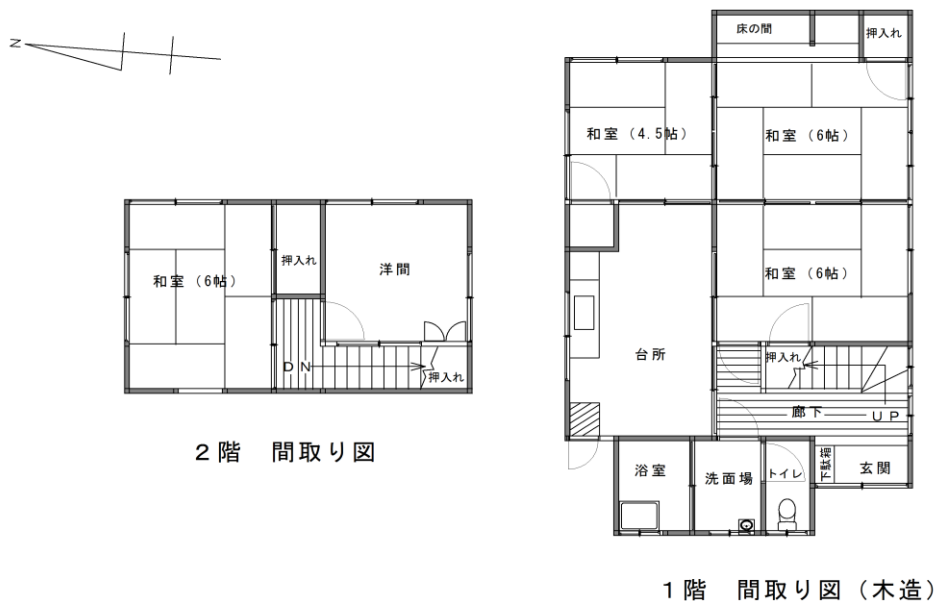 N
和室（6帖）
押入れ
洋間
DN
押入れ
2階　間取り図
床の間
押入れ
和室（4.5帖）
和室（6帖）
和室（6帖）
台所
押入れ
廊下
UP
浴室
洗面場
トイレ
下駄箱
玄関
1階　間取り図（木造）